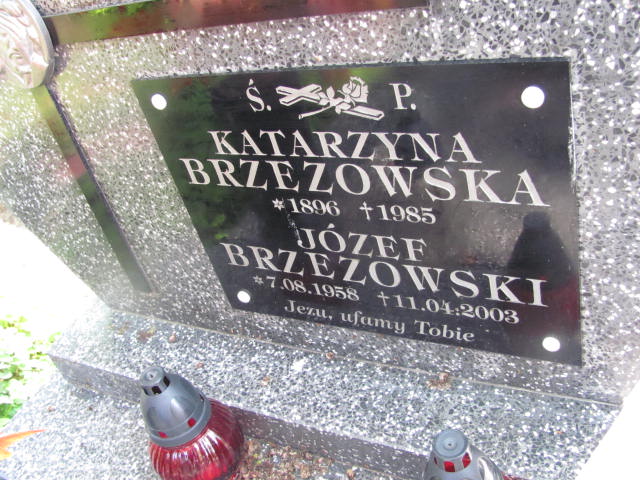 Ś. P.
KATARZYNA
BRZEZOWSKA
*1896 †1985
JÓZEF
BRZEZOWSKI
*7.08.1958 †11.04.2003
Jezu, ufamy Tobie